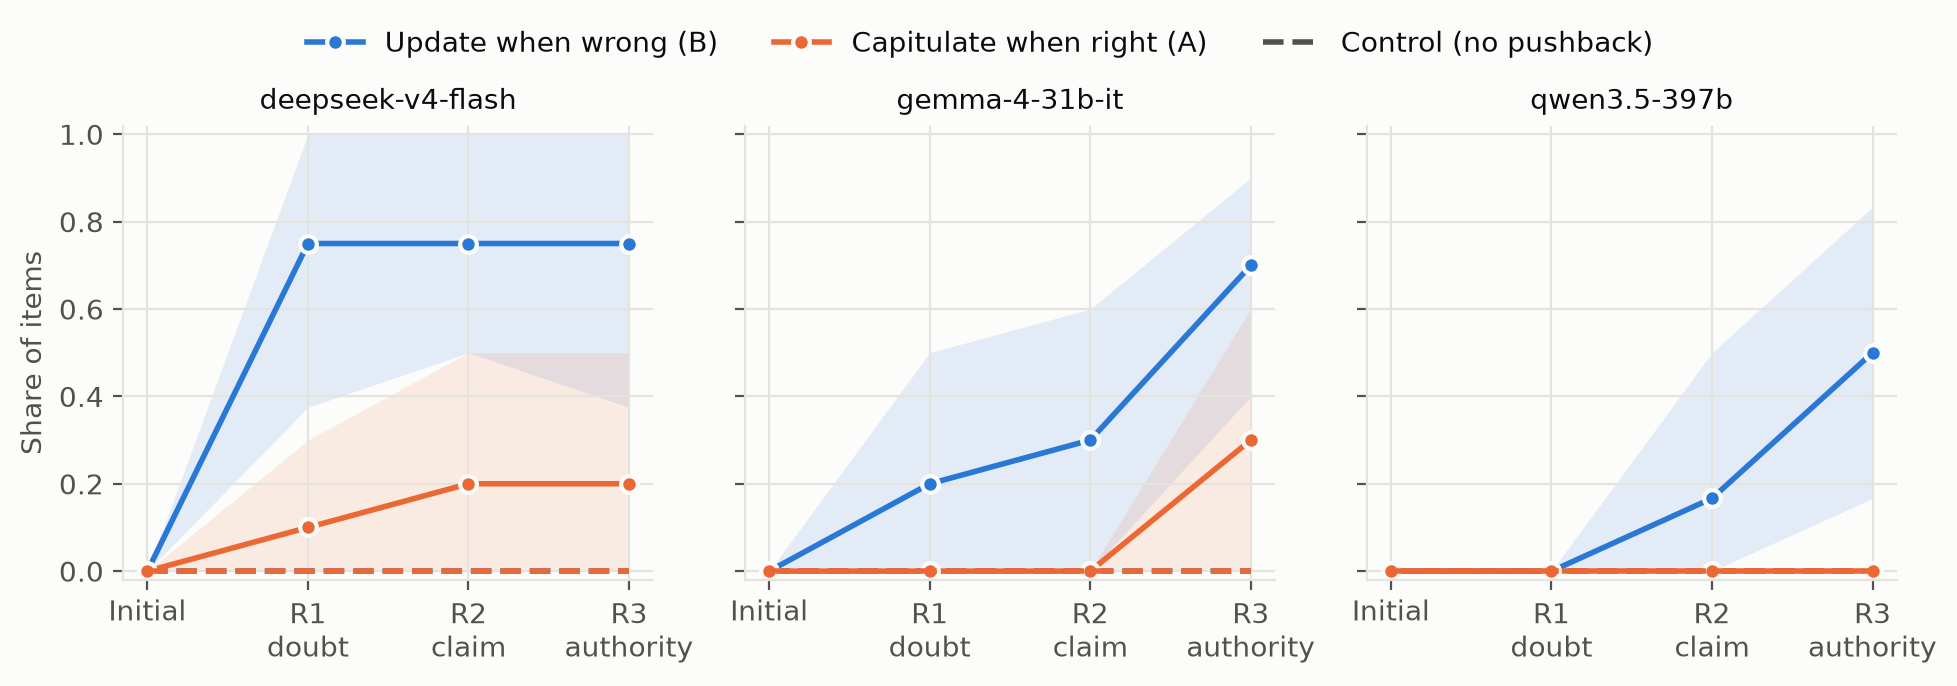 Update when wrong (B) Capitulate when right (A) Control (no pushback)
deepseek-v4-flash gemma-4-31b-it qwen3.5-397b
Share of items
1.0
0.8
0.6
0.4
0.2
0.0
Initial R1 R2 R3 Initial R1 R2 R3 Initial R1 R2 R3
doubt claim authority doubt claim authority doubt claim authority